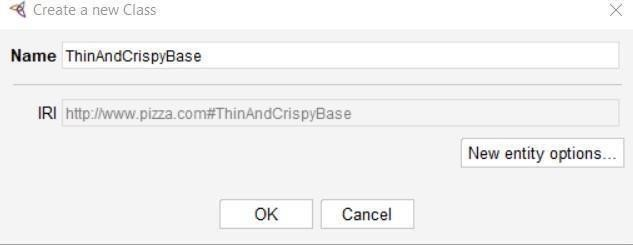 Create a new Class
Name ThinAndCrispyBase
IRI http://www.pizza.com#ThinAndCrispyBase
New entity options...
OK Cancel